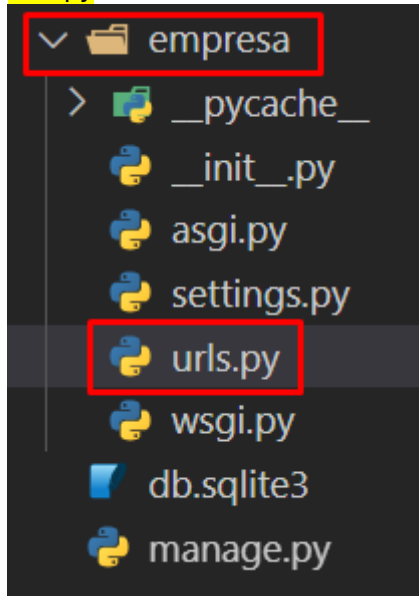 empresa
__pycache__
__init__.py
asgi.py
settings.py
urls.py
wsgi.py
db.sqlite3
manage.py